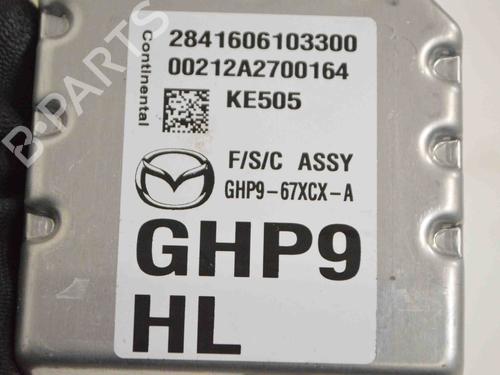 Continental
2841606103300
00212A2700164
KE505
F/S/C ASSY
GHP9-67XCX-A
GHP9
HL
B-PARTS